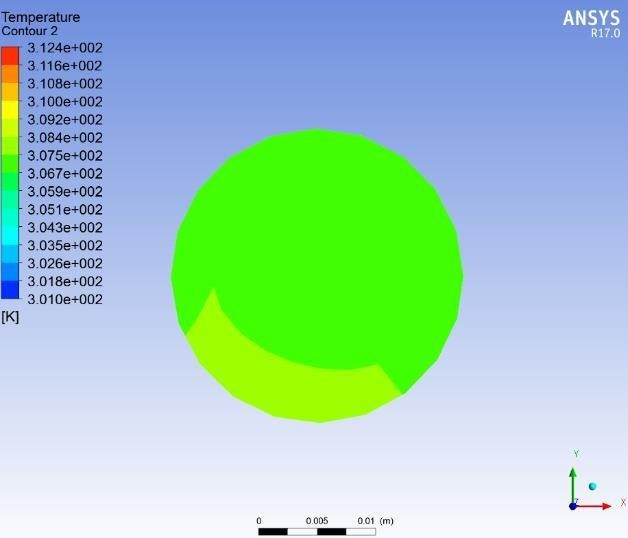 Temperature
Contour 2
3.124e+002
3.116e+002
3.108e+002
3.100e+002
3.092e+002
3.084e+002
3.075e+002
3.067e+002
3.059e+002
3.051e+002
3.043e+002
3.035e+002
3.026e+002
3.018e+002
3.010e+002
[K]
ANSYS
R17.0
Y
Z
X
0 0.005 0.01 (m)